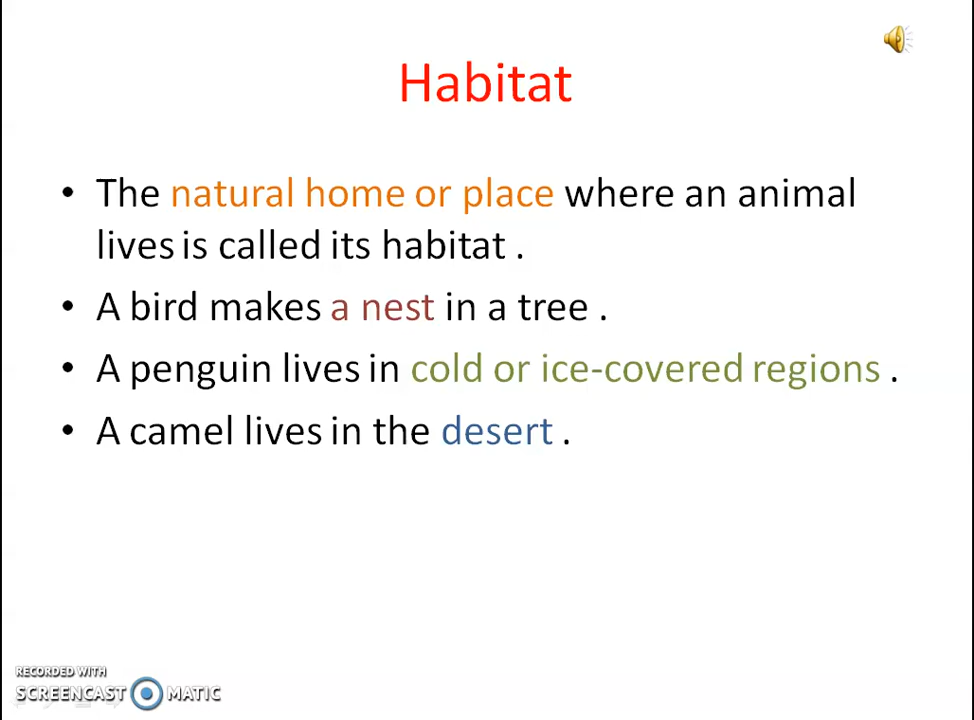 Habitat
• The natural home or place where an animal
lives is called its habitat .
• A bird makes a nest in a tree .
• A penguin lives in cold or ice-covered regions .
• A camel lives in the desert .
RECORDED WITH
SCREENCAST MATIC